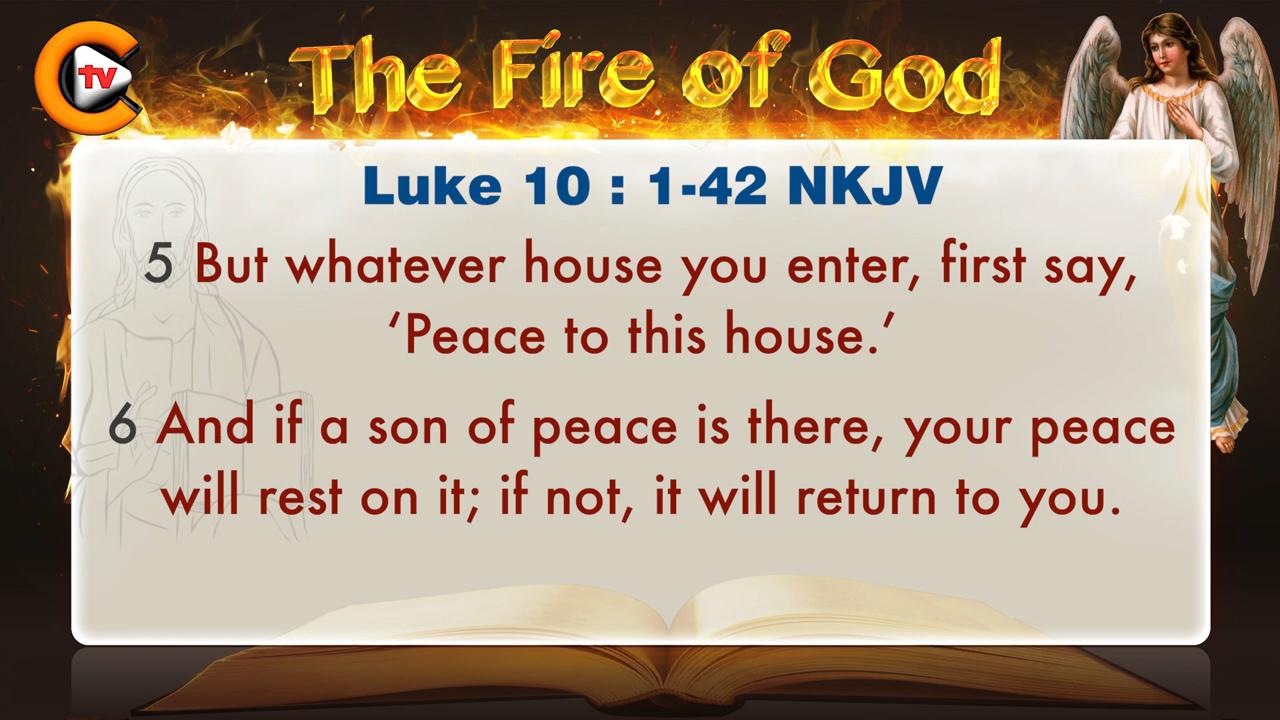 tv
The Fire of God
Luke 10 : 1-42 NKJV
5 But whatever house you enter, first say,
‘Peace to this house.’
6 And if a son of peace is there, your peace
will rest on it; if not, it will return to you.